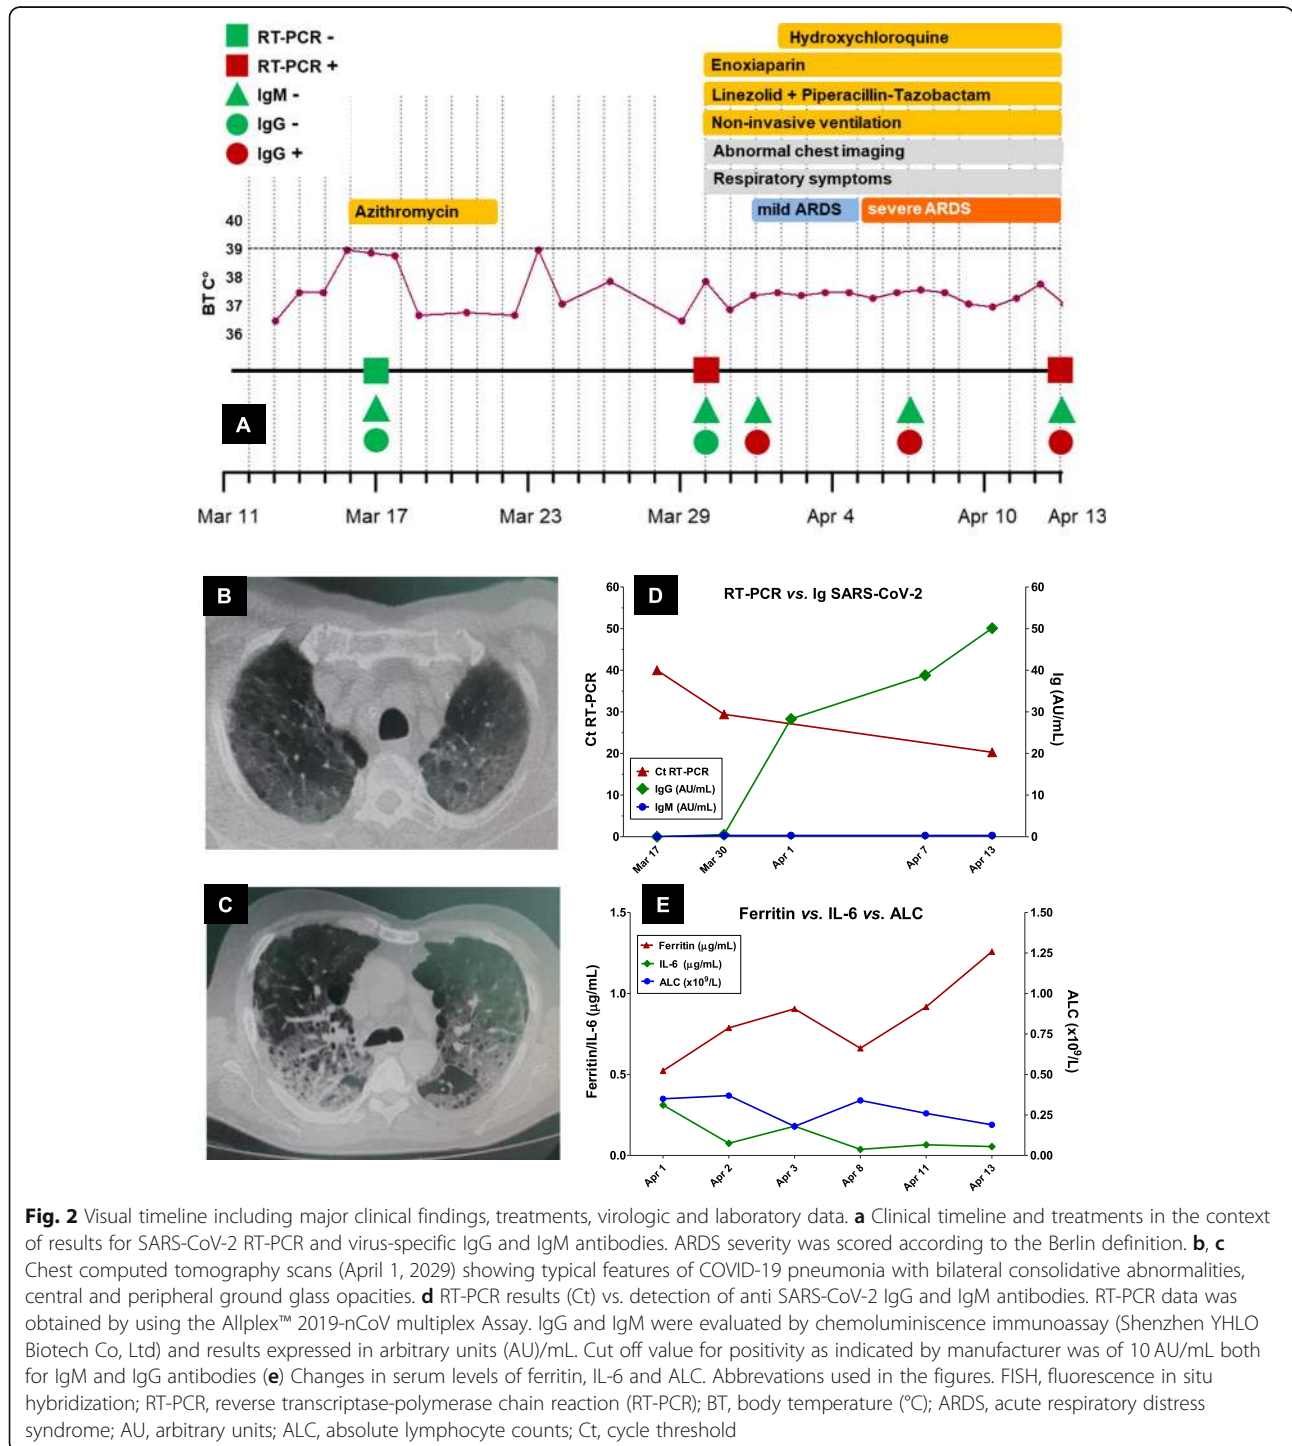 RT-PCR -
RT-PCR +
IgM -
IgG -
IgG +
Hydroxychloroquine
Enoxiaparin
Linezolid + Piperacillin-Tazobactam
Non-invasive ventilation
Abnormal chest imaging
Respiratory symptoms
Azithromycin
mild ARDS
severe ARDS
BT C°
40
39
38
37
36
A
Mar 11
Mar 17
Mar 23
Mar 29
Apr 4
Apr 10
Apr 13
B
C
D
RT-PCR vs. Ig SARS-CoV-2
Ct RT-PCR
60
50
40
30
20
10
0
Ig (AU/mL)
60
50
40
30
20
10
0
Ct RT-PCR
IgG (AU/mL)
IgM (AU/mL)
Mar 17
Mar 30
Apr 1
Apr 7
Apr 13
E
Ferritin vs. IL-6 vs. ALC
Ferritin/IL-6 (µg/mL)
1.5
1.0
0.5
0.0
ALC (x10⁹/L)
1.50
1.25
1.00
0.75
0.50
0.25
0.00
Ferritin (µg/mL)
IL-6 (µg/mL)
ALC (x10⁹/L)
Apr 1
Apr 2
Apr 3
Apr 8
Apr 11
Apr 13
Fig. 2 Visual timeline including major clinical findings, treatments, virologic and laboratory data. a Clinical timeline and treatments in the context
of results for SARS-CoV-2 RT-PCR and virus-specific IgG and IgM antibodies. ARDS severity was scored according to the Berlin definition. b, c
Chest computed tomography scans (April 1, 2029) showing typical features of COVID-19 pneumonia with bilateral consolidative abnormalities,
central and peripheral ground glass opacities. d RT-PCR results (Ct) vs. detection of anti SARS-CoV-2 IgG and IgM antibodies. RT-PCR data was
obtained by using the Allplex™ 2019-nCoV multiplex Assay. IgG and IgM were evaluated by chemoluminiscence immunoassay (Shenzhen YHLO
Biotech Co, Ltd) and results expressed in arbitrary units (AU)/mL. Cut off value for positivity as indicated by manufacturer was of 10 AU/mL both
for IgM and IgG antibodies (e) Changes in serum levels of ferritin, IL-6 and ALC. Abbrevations used in the figures. FISH, fluorescence in situ
hybridization; RT-PCR, reverse transcriptase-polymerase chain reaction (RT-PCR); BT, body temperature (°C); ARDS, acute respiratory distress
syndrome; AU, arbitrary units; ALC, absolute lymphocyte counts; Ct, cycle threshold